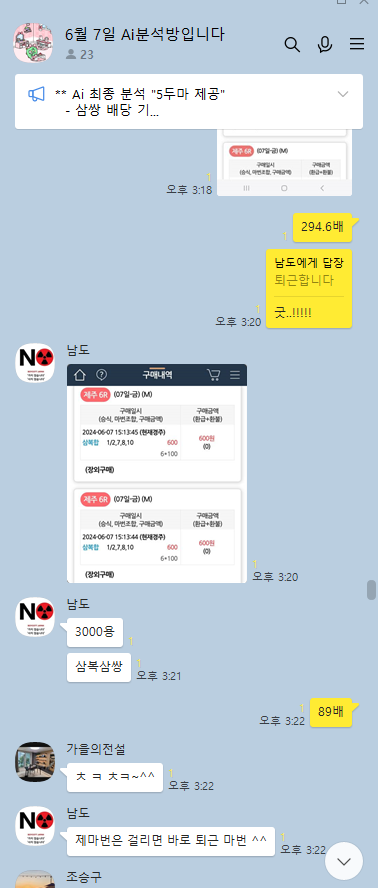 6월 7일 Ai분석방입니다
23
** Ai 최종 분석 "5두마 제공"
- 삼쌍 배당 기...
제주 6R (07일-금) (M)
구매일시 구매금액
(승식, 마번조합, 구매금액) (환급+환불)
오후 3:18
294.6배
남도에게 답장
퇴근합니다
굿..!!!!!
오후 3:20
남도
NO
구매내역
제주 6R (07일-금) (M)
구매일시 구매금액
(승식, 마번조합, 구매금액) (환급+환불)
2024-06-07 15:13:45 (현재경주)
삼복합 1/2,7,8,10 600 600원
6*100 (0)
(장외구매)
제주 6R (07일-금) (M)
구매일시 구매금액
(승식, 마번조합, 구매금액) (환급+환불)
2024-06-07 15:13:44 (현재경주)
삼복합 1/2,7,8,10 600 600원
6*100 (0)
(장외구매)
오후 3:20
남도
NO
3000용
삼복삼쌍
오후 3:21
89배
오후 3:22
가을의전설
ㅊ ㅋ ㅊㅋ~^^
오후 3:22
남도
NO
제마번은 걸리면 바로 퇴근 마번 ^^
오후 3:22
조승구